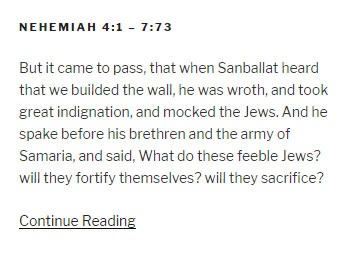 NEHEMIAH 4:1 – 7:73
But it came to pass, that when Sanballat heard
that we builded the wall, he was wroth, and took
great indignation, and mocked the Jews. And he
spake before his brethren and the army of
Samaria, and said, What do these feeble Jews?
will they fortify themselves? will they sacrifice?
Continue Reading